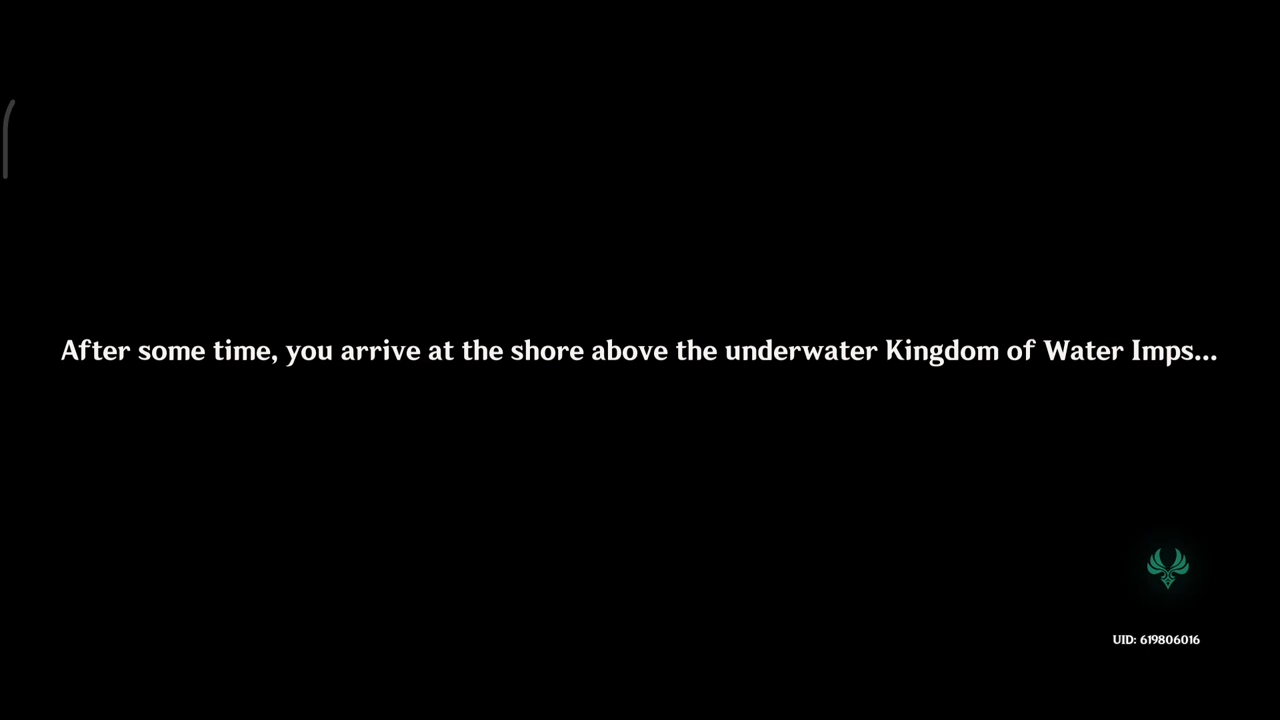 After some time, you arrive at the shore above the underwater Kingdom of Water Imps...
UID: 619806016